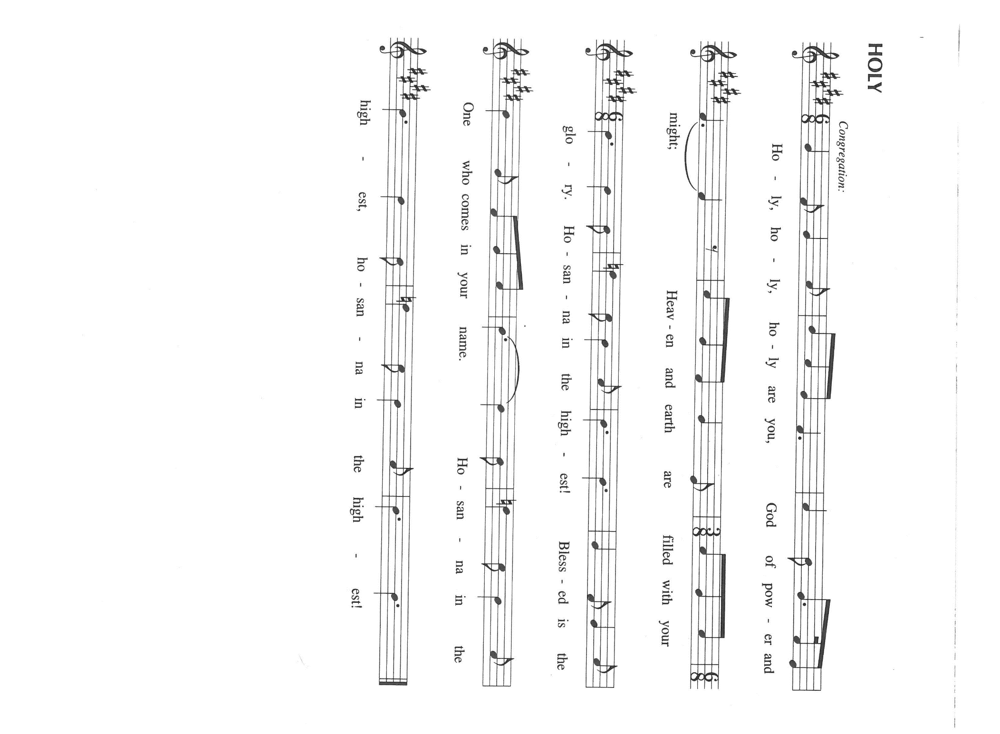 HOLY
Congregation:
Ho - ly, ho - ly, ho - ly are you, God of pow - er and
might; Heav - en and earth are filled with your
glo - ry. Ho - san - na in the high - est! Bless - ed is the
One who comes in your name. Ho - san - na in the
high - est, ho - san - na in the high - est!